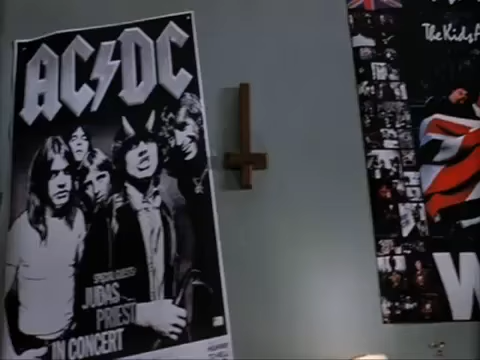 AC⚡DC
SPECIAL GUESTS
JUDAS
PRIEST
IN CONCERT
The Kids A
W